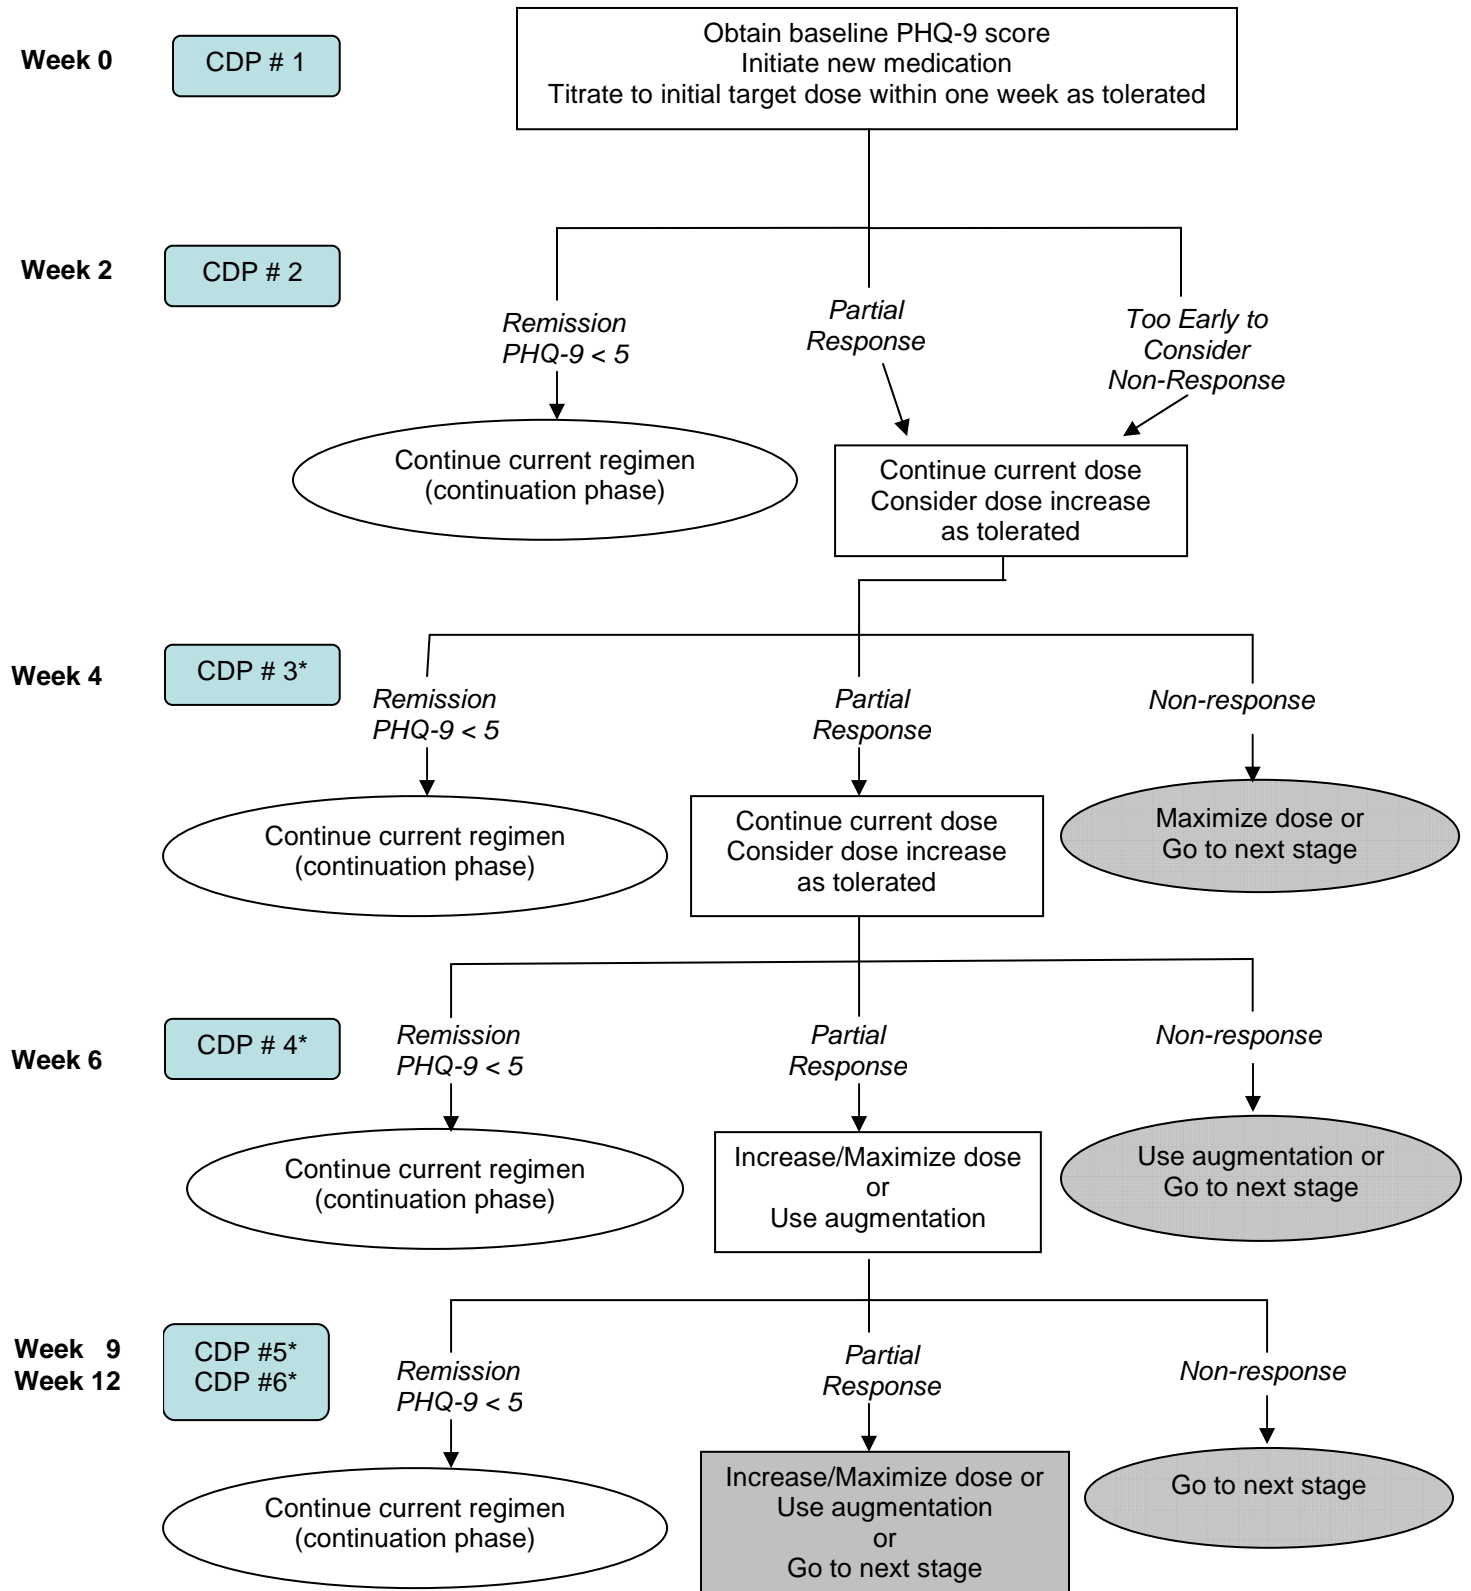 Week 0
CDP # 1
Obtain baseline PHQ-9 score
Initiate new medication
Titrate to initial target dose within one week as tolerated
Week 2
CDP # 2
Remission
PHQ-9 < 5
Partial
Response
Too Early to
Consider
Non-Response
Continue current regimen
(continuation phase)
Continue current dose
Consider dose increase
as tolerated
Week 4
CDP # 3*
Remission
PHQ-9 < 5
Partial
Response
Non-response
Continue current regimen
(continuation phase)
Continue current dose
Consider dose increase
as tolerated
Maximize dose or
Go to next stage
Week 6
CDP # 4*
Remission
PHQ-9 < 5
Partial
Response
Non-response
Continue current regimen
(continuation phase)
Increase/Maximize dose
or
Use augmentation
Use augmentation or
Go to next stage
Week 9
Week 12
CDP #5*
CDP #6*
Remission
PHQ-9 < 5
Partial
Response
Non-response
Continue current regimen
(continuation phase)
Increase/Maximize dose or
Use augmentation
or
Go to next stage
Go to next stage